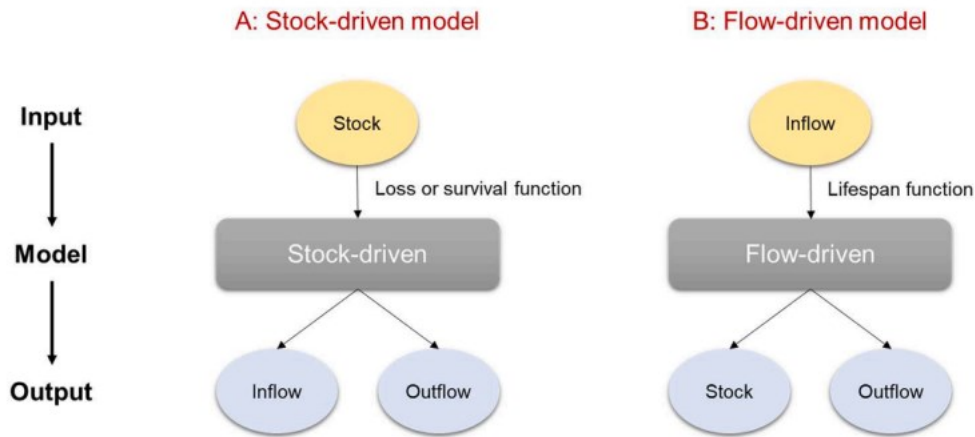 A: Stock-driven model
B: Flow-driven model
Input
Stock
Inflow
Loss or survival function
Lifespan function
Model
Stock-driven
Flow-driven
Output
Inflow
Outflow
Stock
Outflow